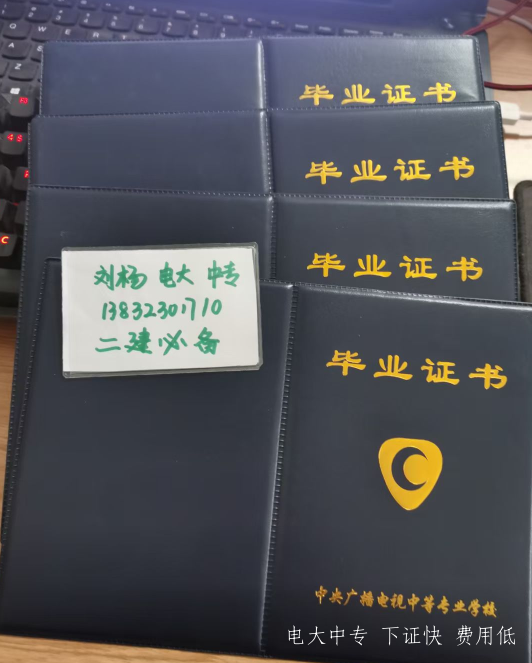 毕业证书
毕业证书
毕业证书
刘杨 电大 中专
13832301710
二建必备
毕业证书
中央广播电视中等专业学校
电大中专 下证快 费用低